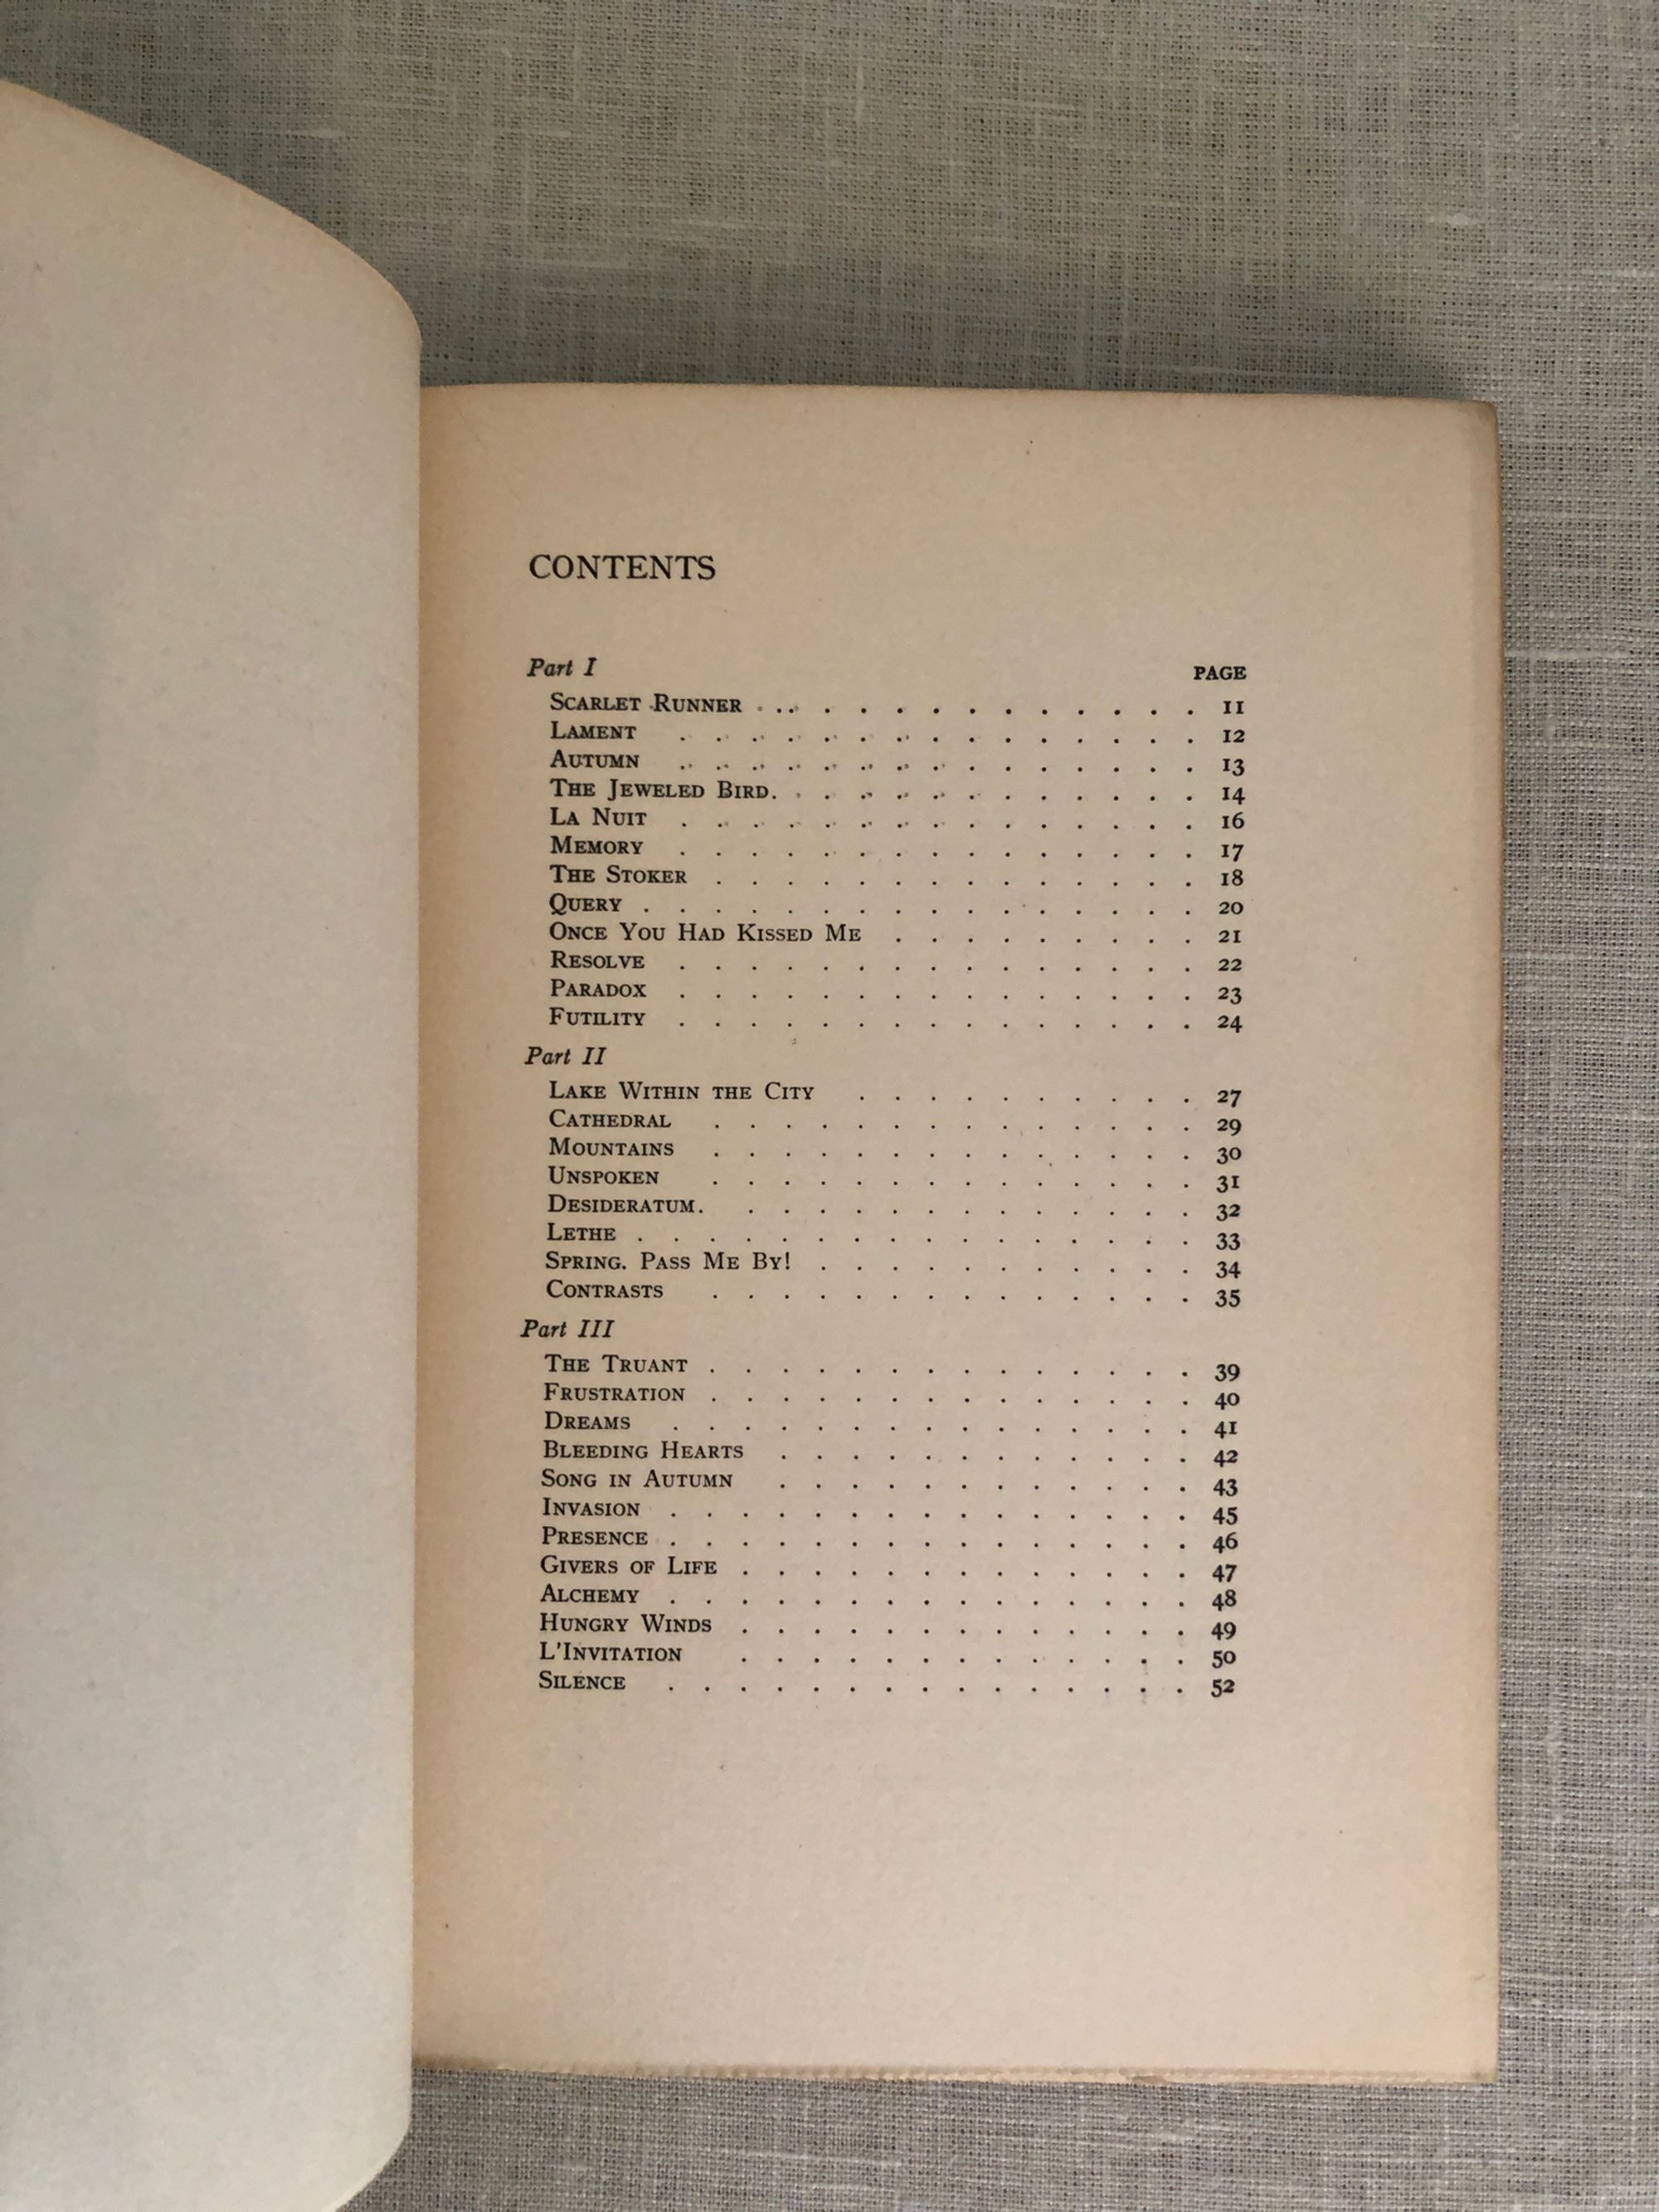 CONTENTS
Part I PAGE
SCARLET RUNNER . . . . . . . . . . . . . . 11
LAMENT . . . . . . . . . . . . . . . 12
AUTUMN . . . . . . . . . . . . . . . 13
THE JEWELED BIRD. . . . . . . . . . . . . 14
LA NUIT . . . . . . . . . . . . . . . 16
MEMORY . . . . . . . . . . . . . . . 17
THE STOKER . . . . . . . . . . . . . . 18
QUERY . . . . . . . . . . . . . . . . 20
ONCE YOU HAD KISSED ME . . . . . . . . . 21
RESOLVE . . . . . . . . . . . . . . . 22
PARADOX . . . . . . . . . . . . . . . 23
FUTILITY . . . . . . . . . . . . . . . 24
Part II
LAKE WITHIN THE CITY . . . . . . . . . . 27
CATHEDRAL . . . . . . . . . . . . . . 29
MOUNTAINS . . . . . . . . . . . . . . 30
UNSPOKEN . . . . . . . . . . . . . . 31
DESIDERATUM. . . . . . . . . . . . . . 32
LETHE . . . . . . . . . . . . . . . . 33
SPRING. PASS ME BY! . . . . . . . . . . . 34
CONTRASTS . . . . . . . . . . . . . . 35
Part III
THE TRUANT . . . . . . . . . . . . . . 39
FRUSTRATION . . . . . . . . . . . . . . 40
DREAMS . . . . . . . . . . . . . . . 41
BLEEDING HEARTS . . . . . . . . . . . . 42
SONG IN AUTUMN . . . . . . . . . . . . 43
INVASION . . . . . . . . . . . . . . . 45
PRESENCE . . . . . . . . . . . . . . . 46
GIVERS OF LIFE . . . . . . . . . . . . . 47
ALCHEMY . . . . . . . . . . . . . . . 48
HUNGRY WINDS . . . . . . . . . . . . . 49
L'INVITATION . . . . . . . . . . . . . 50
SILENCE . . . . . . . . . . . . . . . 52